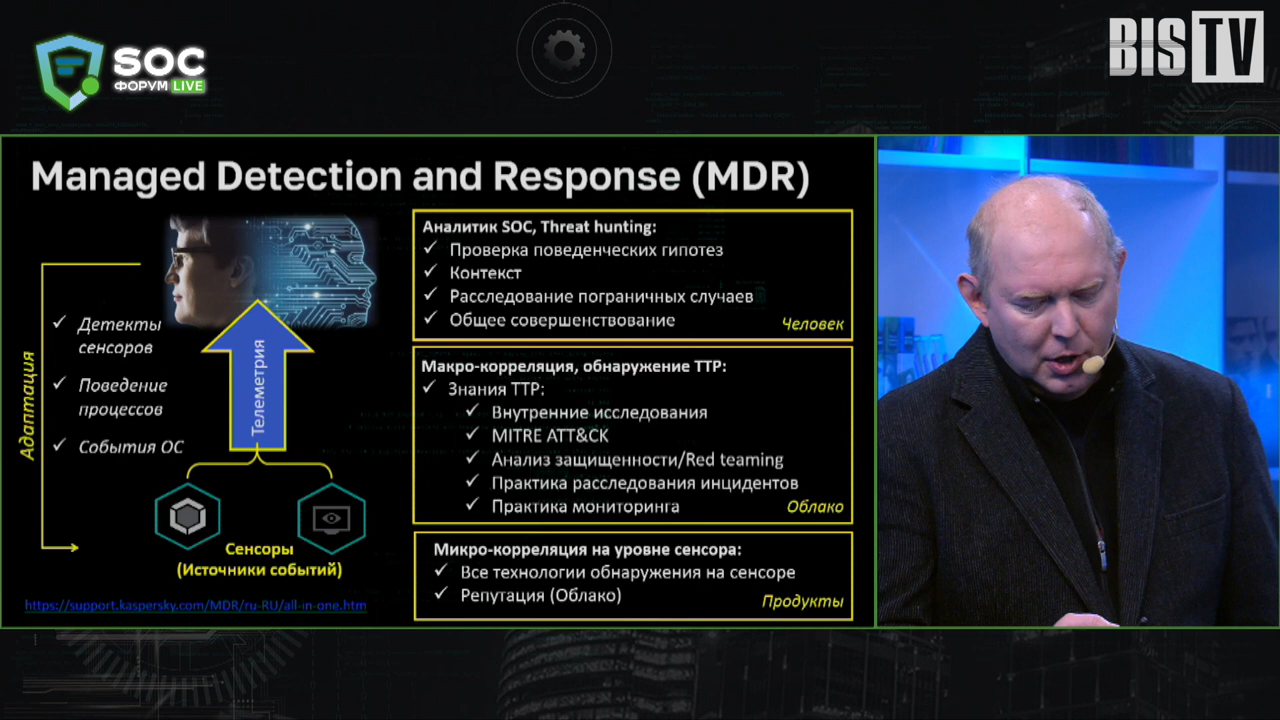 SOC
ФОРУМ LIVE
BIS TV
Managed Detection and Response (MDR)
Адаптация
✓ Детекты
сенсоров
✓ Поведение
процессов
✓ События ОС
Телеметрия
Сенсоры
(Источники событий)
https://support.kaspersky.com/MDR/ru-RU/all-in-one.htm
Аналитик SOC, Threat hunting:
✓ Проверка поведенческих гипотез
✓ Контекст
✓ Расследование пограничных случаев
✓ Общее совершенствование
Человек
Макро-корреляция, обнаружение TTP:
✓ Знания TTP:
✓ Внутренние исследования
✓ MITRE ATT&CK
✓ Анализ защищенности/Red teaming
✓ Практика расследования инцидентов
✓ Практика мониторинга
Облако
Микро-корреляция на уровне сенсора:
✓ Все технологии обнаружения на сенсоре
✓ Репутация (Облако)
Продукты